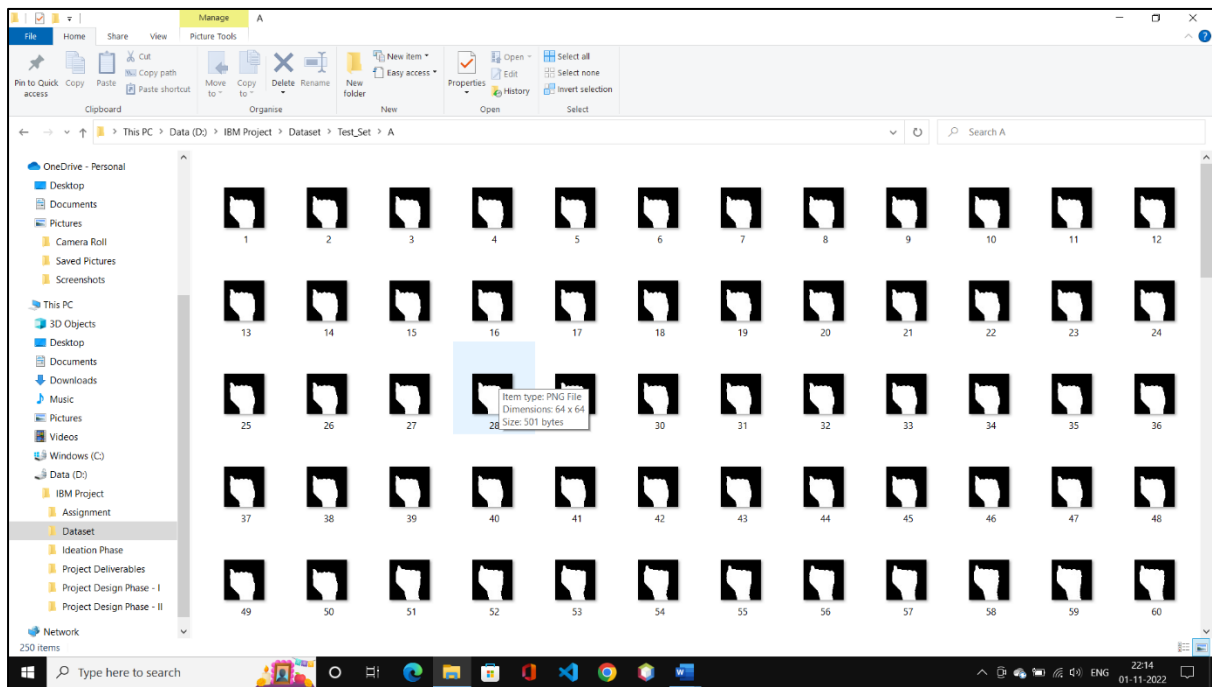 Manage A
File Home Share View Picture Tools
Pin to Quick access
Copy
Paste
Cut
Copy path
Paste shortcut
Clipboard
Move to
Copy to
Delete
Rename
Organise
New folder
New item
Easy access
New
Properties
Open
Edit
History
Open
Select all
Select none
Invert selection
Select
This PC > Data (D:) > IBM Project > Dataset > Test_Set > A
Search A
OneDrive - Personal
Desktop
Documents
Pictures
Camera Roll
Saved Pictures
Screenshots
This PC
3D Objects
Desktop
Documents
Downloads
Music
Pictures
Videos
Windows (C:)
Data (D:)
IBM Project
Assignment
Dataset
Ideation Phase
Project Deliverables
Project Design Phase - I
Project Design Phase - II
Network
1 2 3 4 5 6 7 8 9 10 11 12
13 14 15 16 17 18 19 20 21 22 23 24
25 26 27 28 30 31 32 33 34 35 36
Item type: PNG File
Dimensions: 64 x 64
Size: 501 bytes
37 38 39 40 41 42 43 44 45 46 47 48
49 50 51 52 53 54 55 56 57 58 59 60
250 items
Type here to search
ENG
22:14
01-11-2022